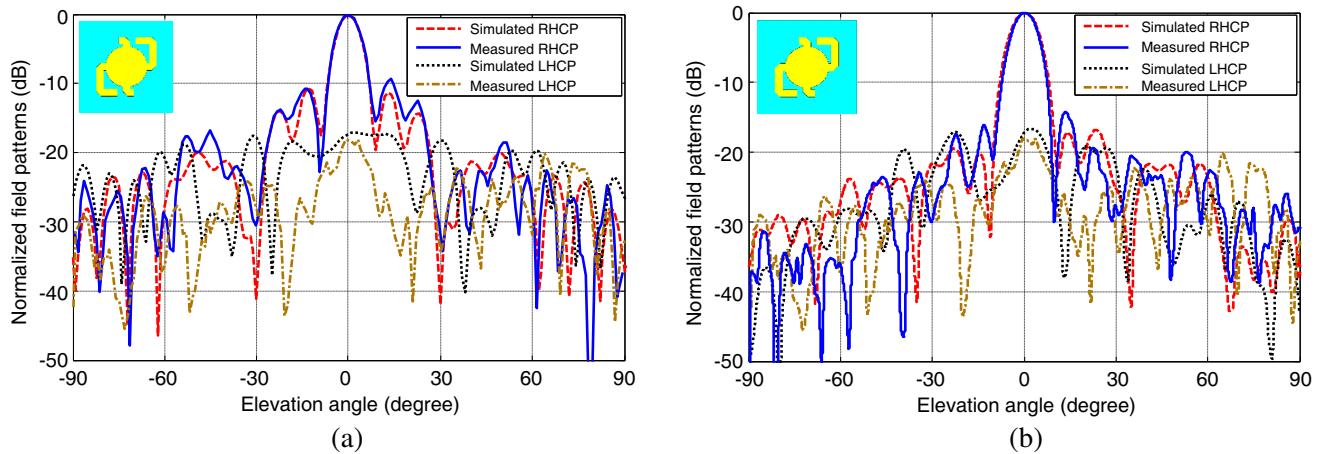 Normalized field patterns (dB)
0
-10
-20
-30
-40
-50
Simulated RHCP
Measured RHCP
Simulated LHCP
Measured LHCP
-90
-60
-30
0
30
60
90
Elevation angle (degree)
(a)
Normalized field patterns (dB)
0
-10
-20
-30
-40
-50
Simulated RHCP
Measured RHCP
Simulated LHCP
Measured LHCP
-90
-60
-30
0
30
60
90
Elevation angle (degree)
(b)